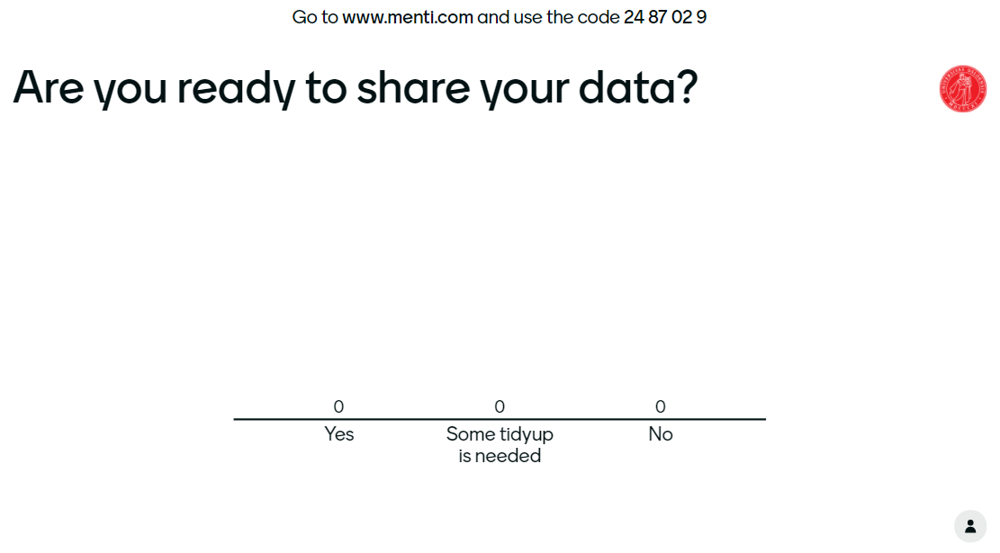 Go to www.menti.com and use the code 24 87 02 9
Are you ready to share your data?
0 0 0
Yes Some tidyup No
is needed